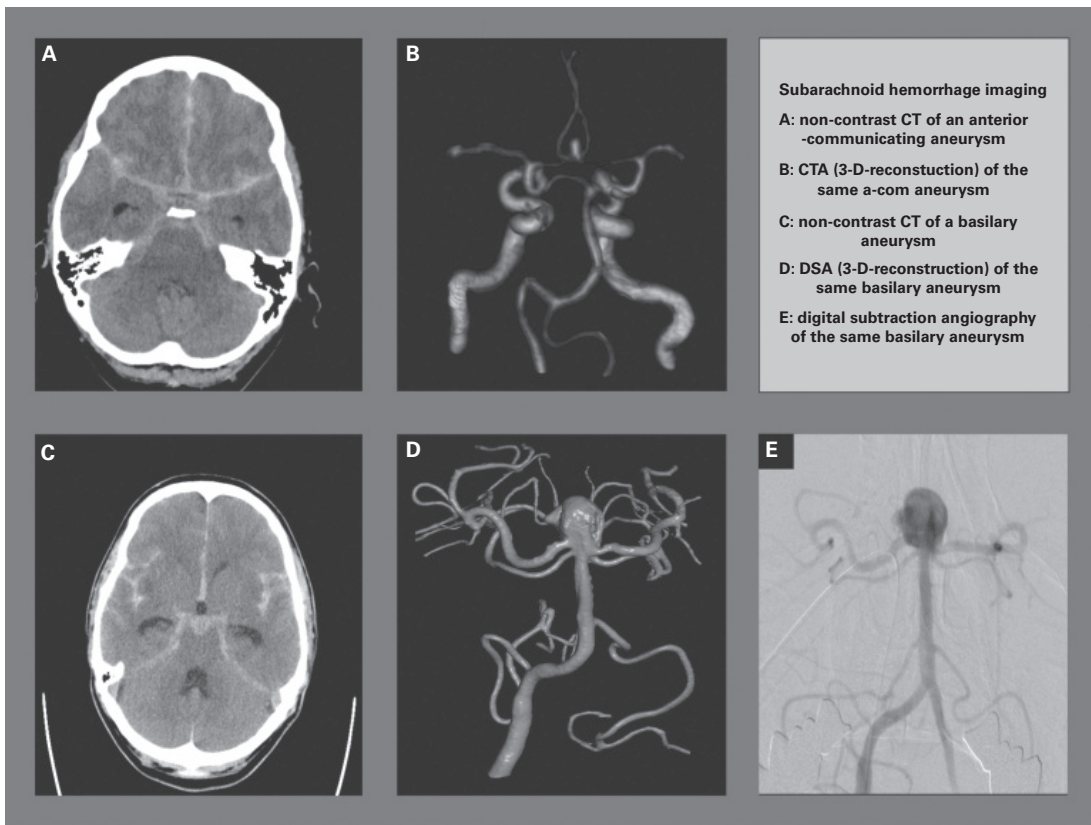 A
B
Subarachnoid hemorrhage imaging
A: non-contrast CT of an anterior
-communicating aneurysm
B: CTA (3-D-reconstuction) of the
same a-com aneurysm
C: non-contrast CT of a basilary
aneurysm
D: DSA (3-D-reconstruction) of the
same basilary aneurysm
E: digital subtraction angiography
of the same basilary aneurysm
C
D
E